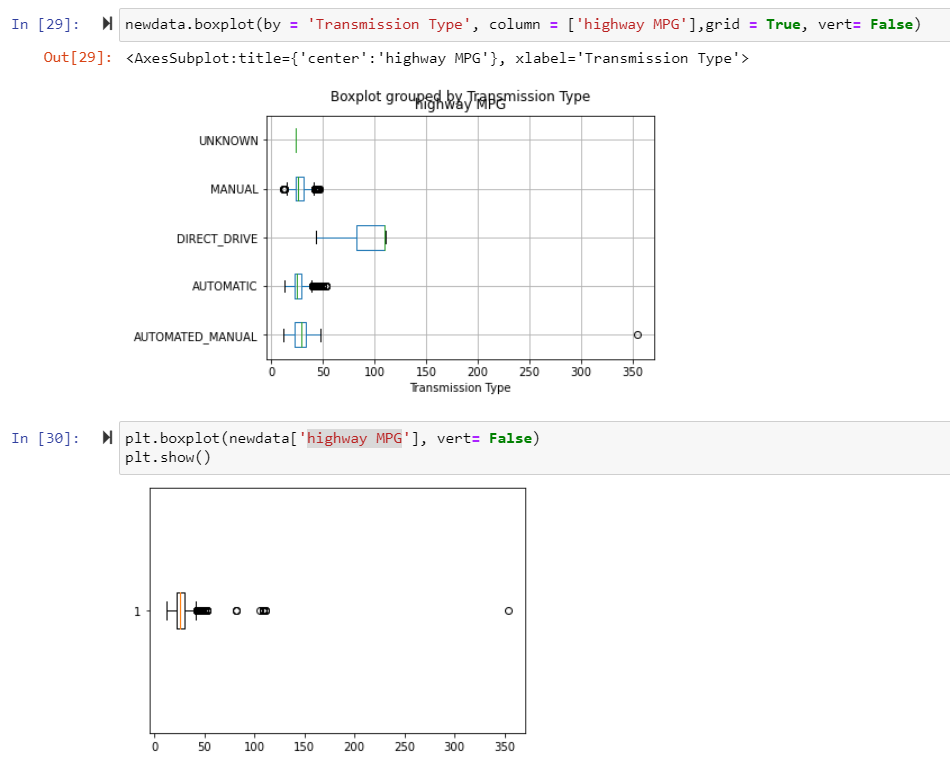 In [29]: newdata.boxplot(by = 'Transmission Type', column = ['highway MPG'],grid = True, vert= False)
Out[29]: <AxesSubplot:title={'center':'highway MPG'}, xlabel='Transmission Type'>
Boxplot grouped by Transmission Type
highway MPG
UNKNOWN
MANUAL
DIRECT_DRIVE
AUTOMATIC
AUTOMATED_MANUAL
0 50 100 150 200 250 300 350
Transmission Type
In [30]: plt.boxplot(newdata['highway MPG'], vert= False)
plt.show()
1
0 50 100 150 200 250 300 350